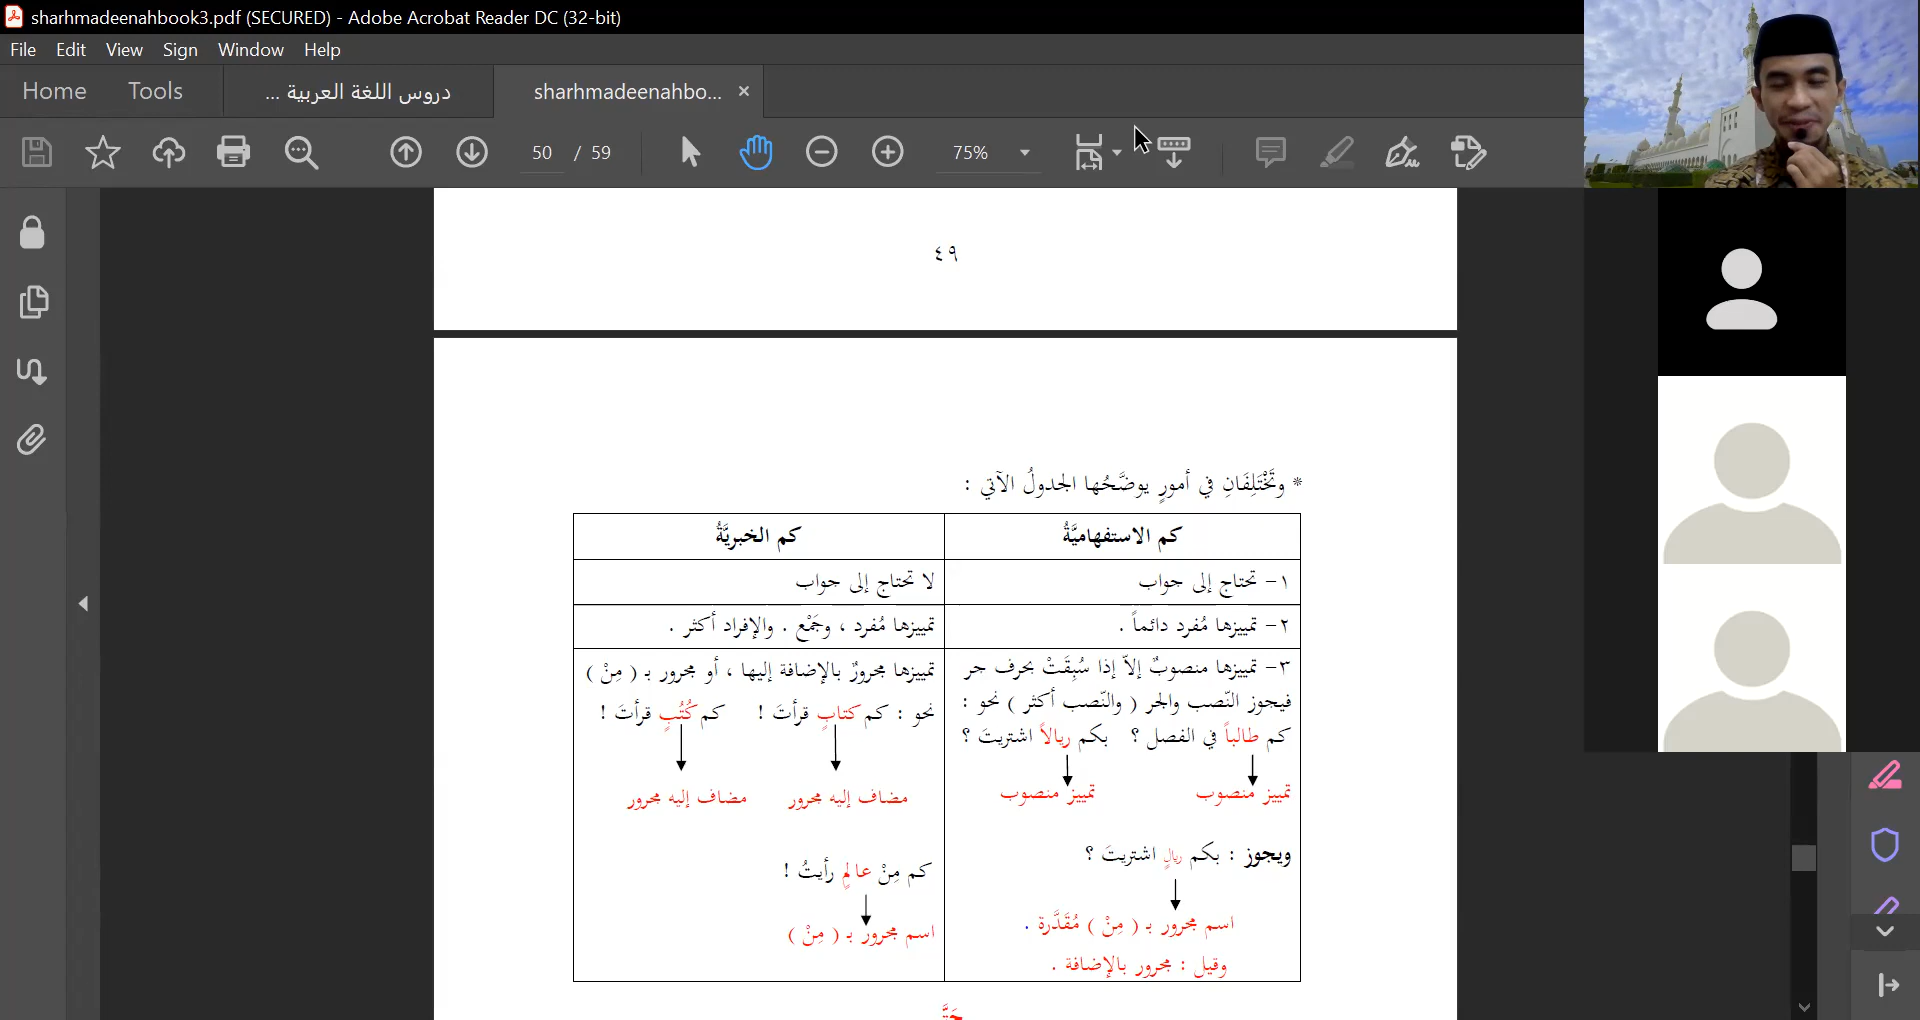 sharhmadeenahbook3.pdf (SECURED) - Adobe Acrobat Reader DC (32-bit)
File Edit View Sign Window Help
Home Tools دروس اللغة العربية ... sharhmadeenahbo... ×
50 / 59 75%
٤٩
* وتَخْتَلِفَانِ في أمورٍ يوضَّحُها الجدولُ الآتي :
كم الاستفهاميَّةُ
كم الخبريَّةُ
١- تحتاج إلى جواب
لا تحتاج إلى جواب
٢- تمييزها مُفرد دائماً .
تمييزها مُفرد ، وجَمْع . والإفراد أكثر .
٣- تمييزها منصوبٌ إلاّ إذا سُبِقَتْ بحرف جر
فيجوز النّصب والجر ( والنّصب أكثر ) نحو :
كم طالباً في الفصل ؟ بكم ريالاً اشتريتَ ؟
تمييز منصوب تمييز منصوب
ويجوز : بكم ريالٍ اشتريتَ ؟
اسم مجرور بـ ( مِنْ ) مُقَدَّرة .
وقيل : مجرور بالإضافة .
تمييزها مجرورٌ بالإضافة إليها ، أو مجرور بـ ( مِنْ )
نحو : كم كتابٍ قرأتَ ! كم كُتُبٍ قرأتَ !
مضاف إليه مجرور مضاف إليه مجرور
كم مِنْ عالمٍ رأيتُ !
اسم مجرور بـ ( مِنْ )
حَتَّى